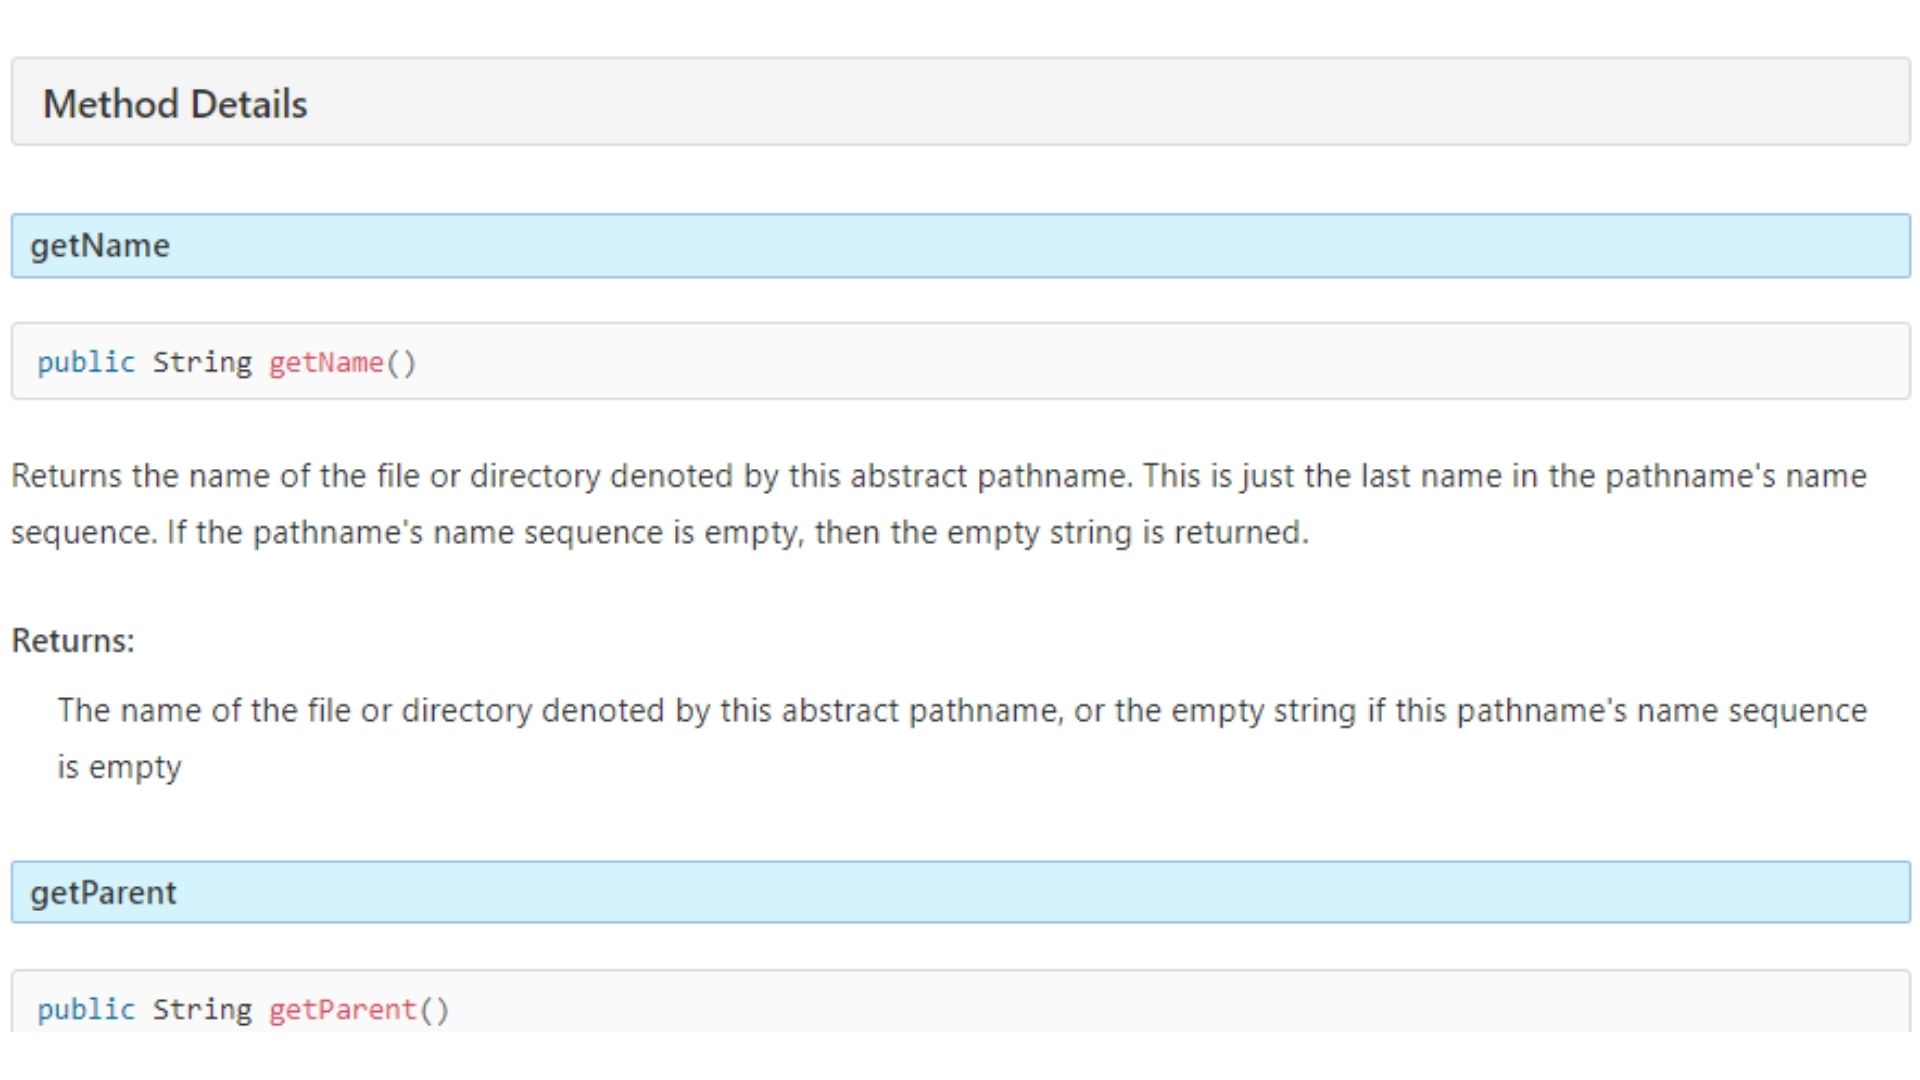 Method Details
getName
public String getName()
Returns the name of the file or directory denoted by this abstract pathname. This is just the last name in the pathname's name
sequence. If the pathname's name sequence is empty, then the empty string is returned.
Returns:
The name of the file or directory denoted by this abstract pathname, or the empty string if this pathname's name sequence
is empty
getParent
public String getParent()